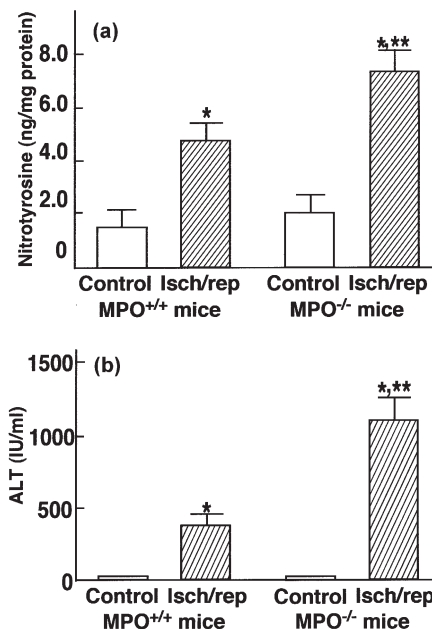 (a)
Nitrotyrosine (ng/mg protein)
8.0
6.0
4.0
2.0
0
*
*,**
Control Isch/rep Control Isch/rep
MPO+/+ mice MPO-/- mice
(b)
ALT (IU/ml)
1500
1000
500
0
*
*,**
Control Isch/rep Control Isch/rep
MPO+/+ mice MPO-/- mice